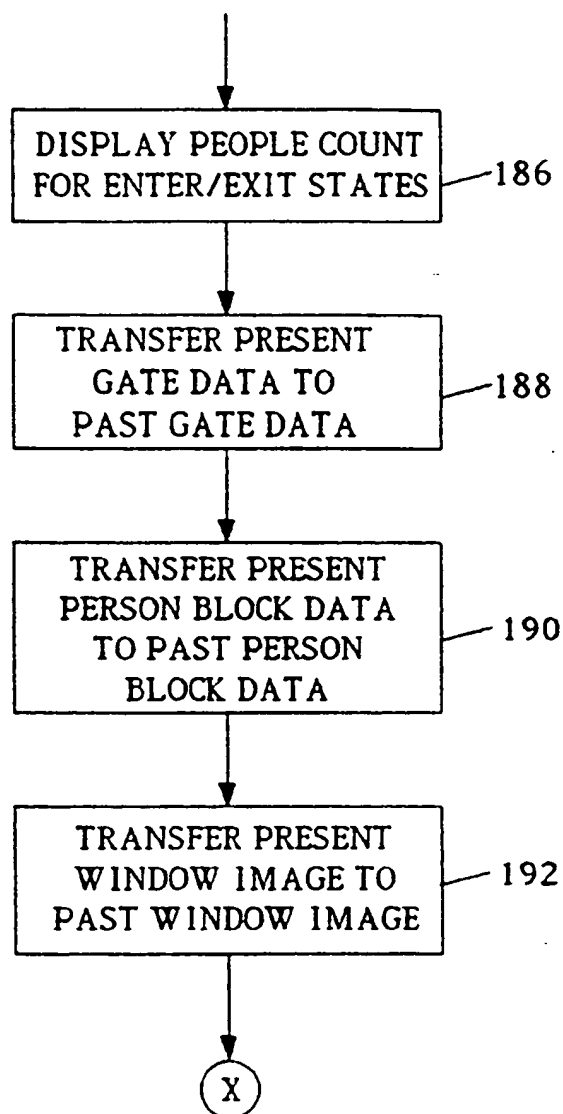 DISPLAY PEOPLE COUNT
FOR ENTER/EXIT STATES
186
TRANSFER PRESENT
GATE DATA TO
PAST GATE DATA
188
TRANSFER PRESENT
PERSON BLOCK DATA
TO PAST PERSON
BLOCK DATA
190
TRANSFER PRESENT
WINDOW IMAGE TO
PAST WINDOW IMAGE
192
X